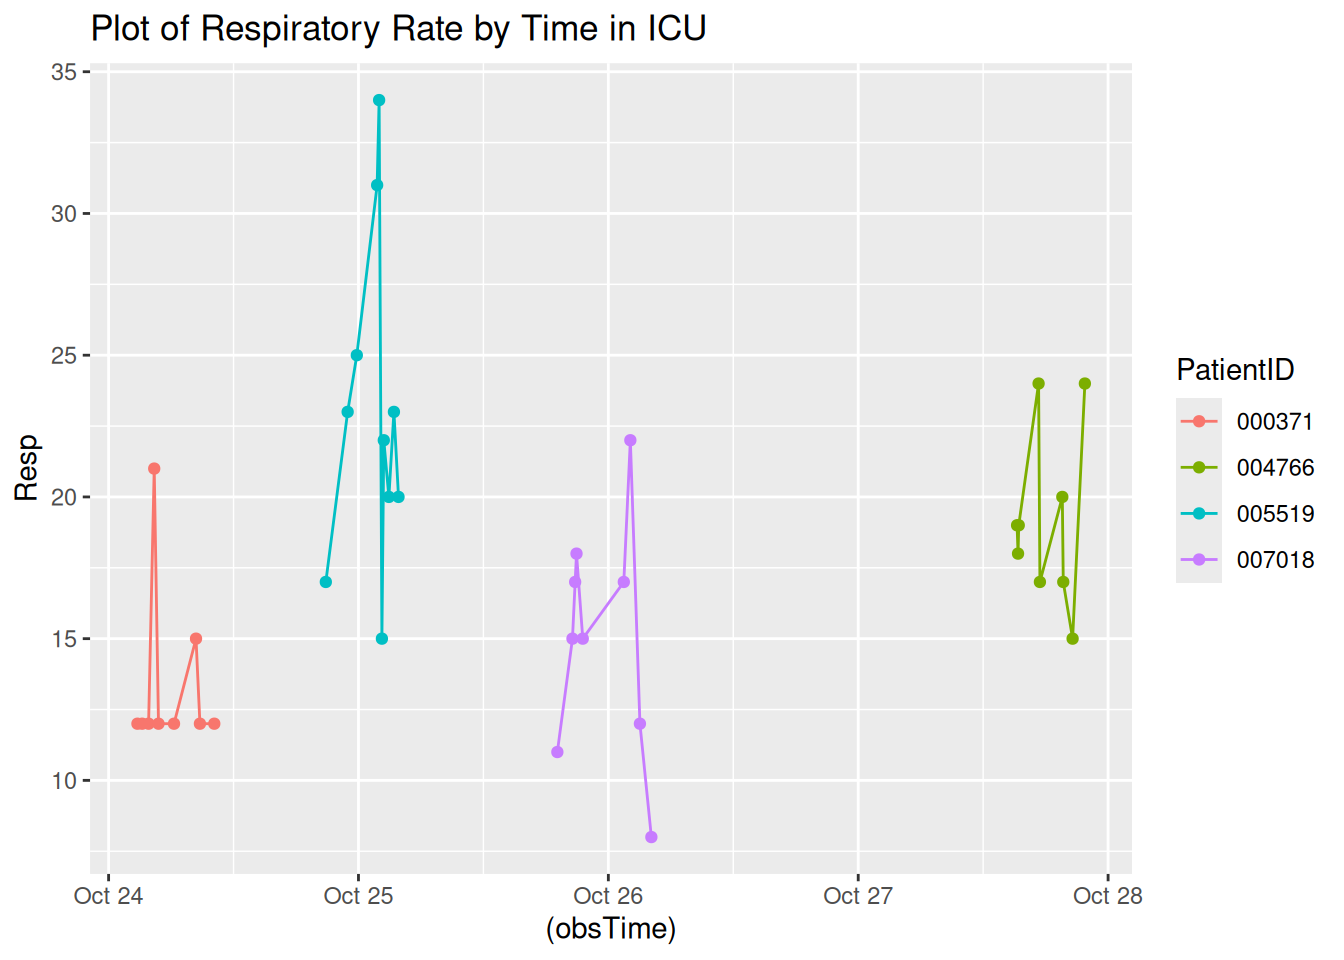 Plot of Respiratory Rate by Time in ICU
35
30
25
20
15
10
Resp
Oct 24 Oct 25 Oct 26 Oct 27 Oct 28
(obsTime)
PatientID
000371
004766
005519
007018